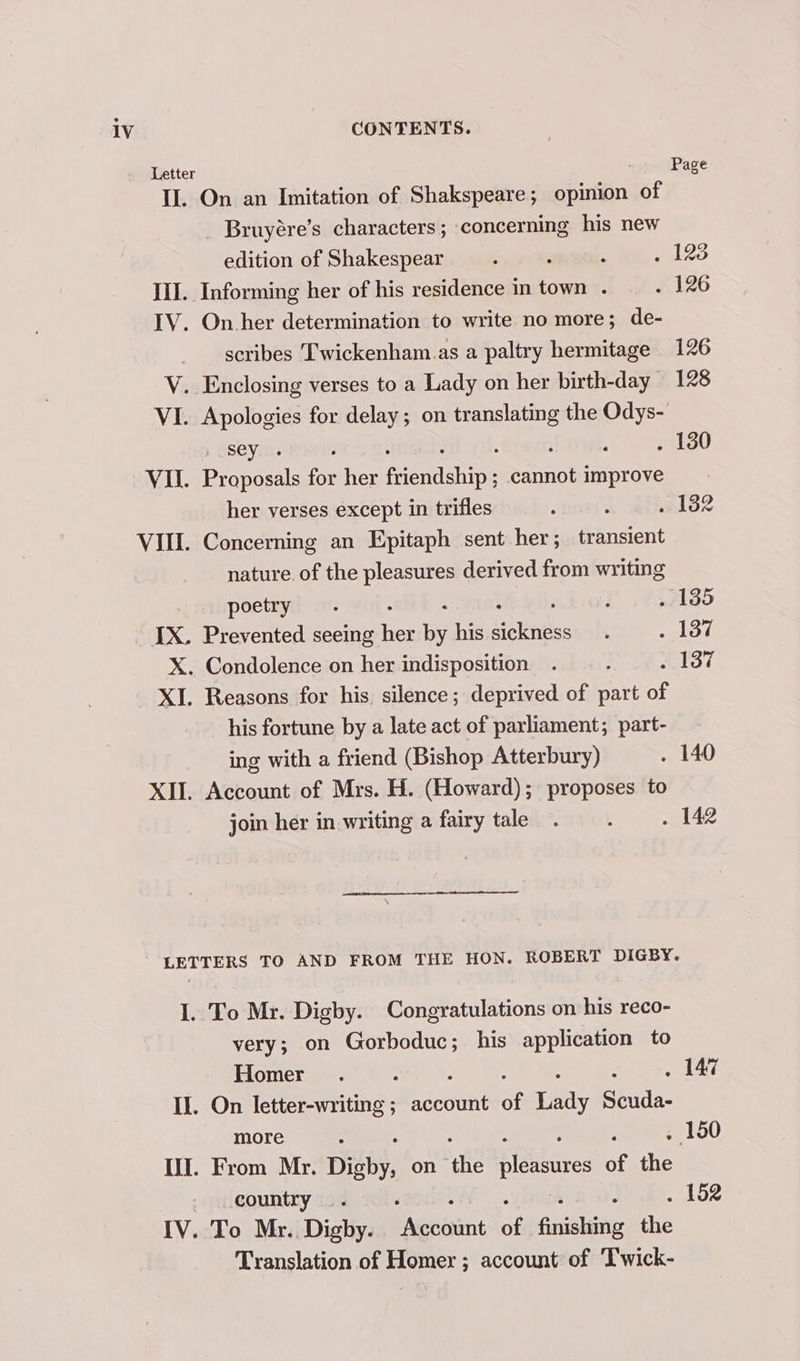 iv CONTENTS.
Letter Page
II. On an Imitation of Shakspeare; opinion of
Bruyère's characters; concerning his new
edition of Shakespear . . . . 123
III. Informing her of his residence in town . . 126
IV. On her determination to write no more; de-
scribes Twickenham as a paltry hermitage 126
V. Enclosing verses to a Lady on her birth-day 128
VI. Apologies for delay; on translating the Odys-
sey . . . . . . . 130
VII. Proposals for her friendship; cannot improve
her verses except in trifles . . . 132
VIII. Concerning an Epitaph sent her; transient
nature of the pleasures derived from writing
poetry . . . . . . . 135
IX. Prevented seeing her by his sickness . . 137
X. Condolence on her indisposition . . . 137
XI. Reasons for his silence; deprived of part of
his fortune by a late act of parliament; part-
ing with a friend (Bishop Atterbury) . 140
XII. Account of Mrs. H. (Howard); proposes to
join her in writing a fairy tale . . . 142
LETTERS TO AND FROM THE HON. ROBERT DIGBY.
I. To Mr. Digby. Congratulations on his reco-
very; on Gorboduc; his application to
Homer . . . . . . . 147
II. On letter-writing; account of Lady Scuda-
more . . . . . . . 150
III. From Mr. Digby, on the pleasures of the
country . . . . . . . 152
IV. To Mr. Digby. Account of finishing the
Translation of Homer; account of Twick-